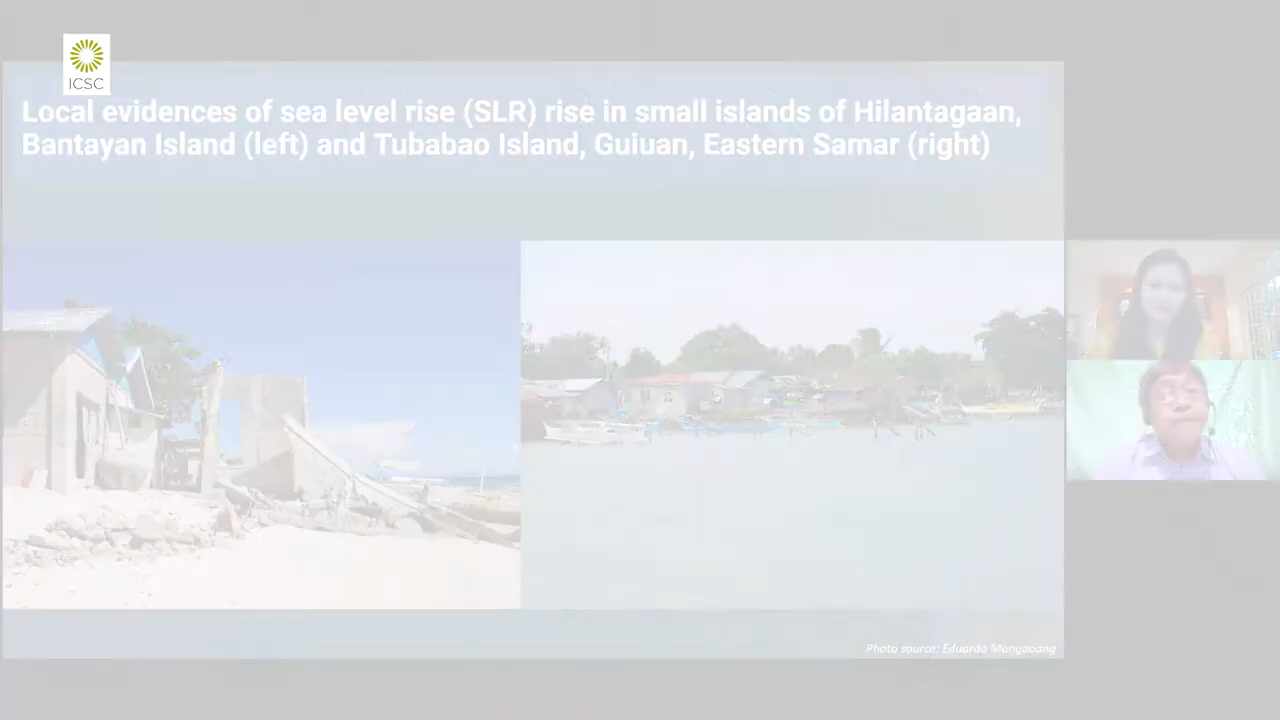 ICSC
Local evidences of sea level rise (SLR) rise in small islands of Hilantagaan,
Bantayan Island (left) and Tubabao Island, Guiuan, Eastern Samar (right)
Photo source: Eduardo Mangaoang